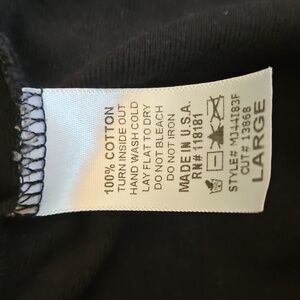 100% COTTON
TURN INSIDE OUT
HAND WASH COLD
LAY FLAT TO DRY
DO NOT BLEACH
DO NOT IRON
MADE IN U.S.A.
RN# 118181
STYLE# MJ44I83F
CUT# 13868
LARGE